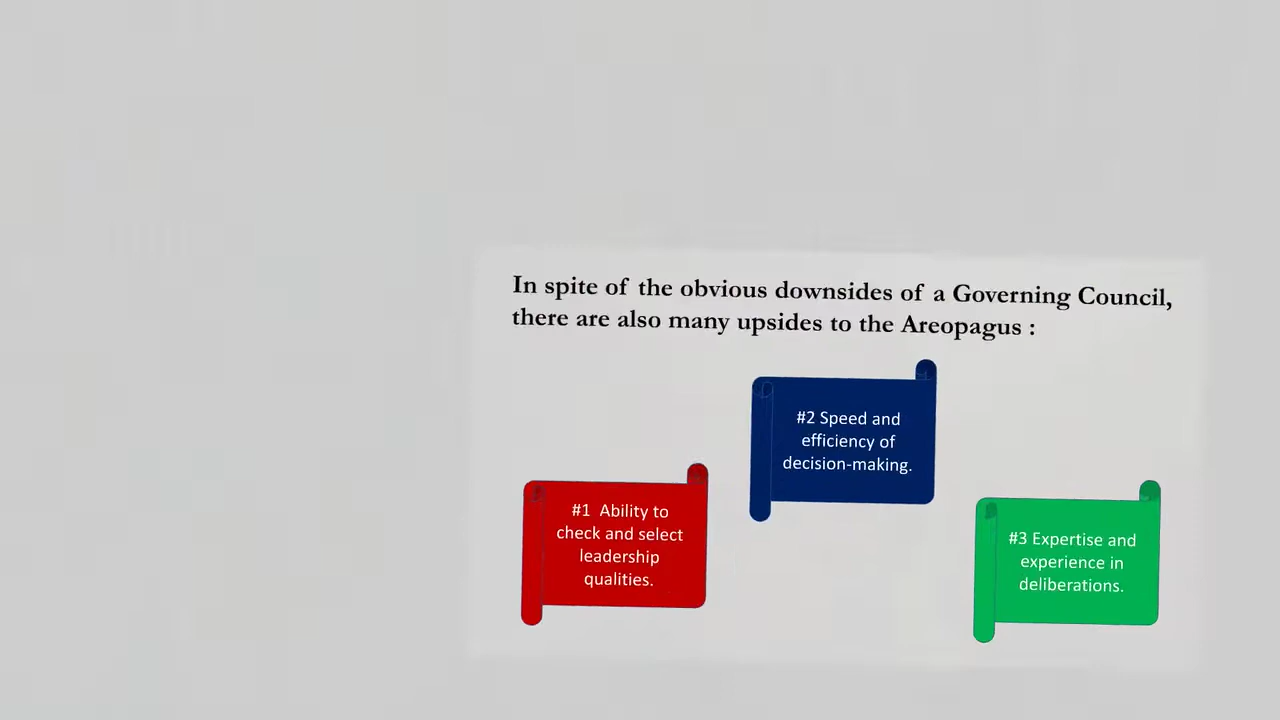 In spite of the obvious downsides of a Governing Council,
there are also many upsides to the Areopagus :
#1 Ability to
check and select
leadership
qualities.
#2 Speed and
efficiency of
decision-making.
#3 Expertise and
experience in
deliberations.